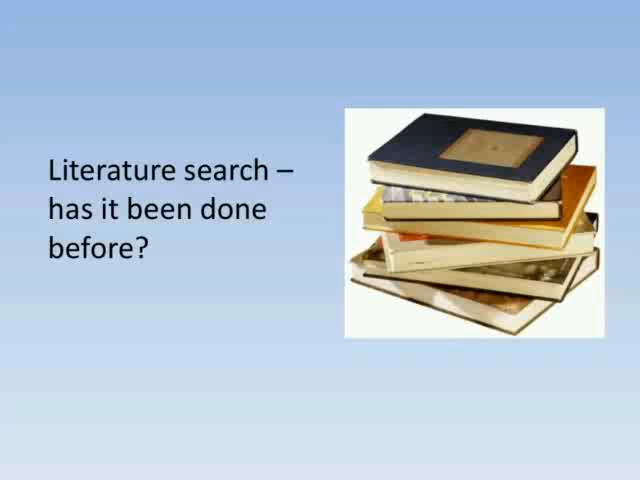 Literature search –
has it been done
before?